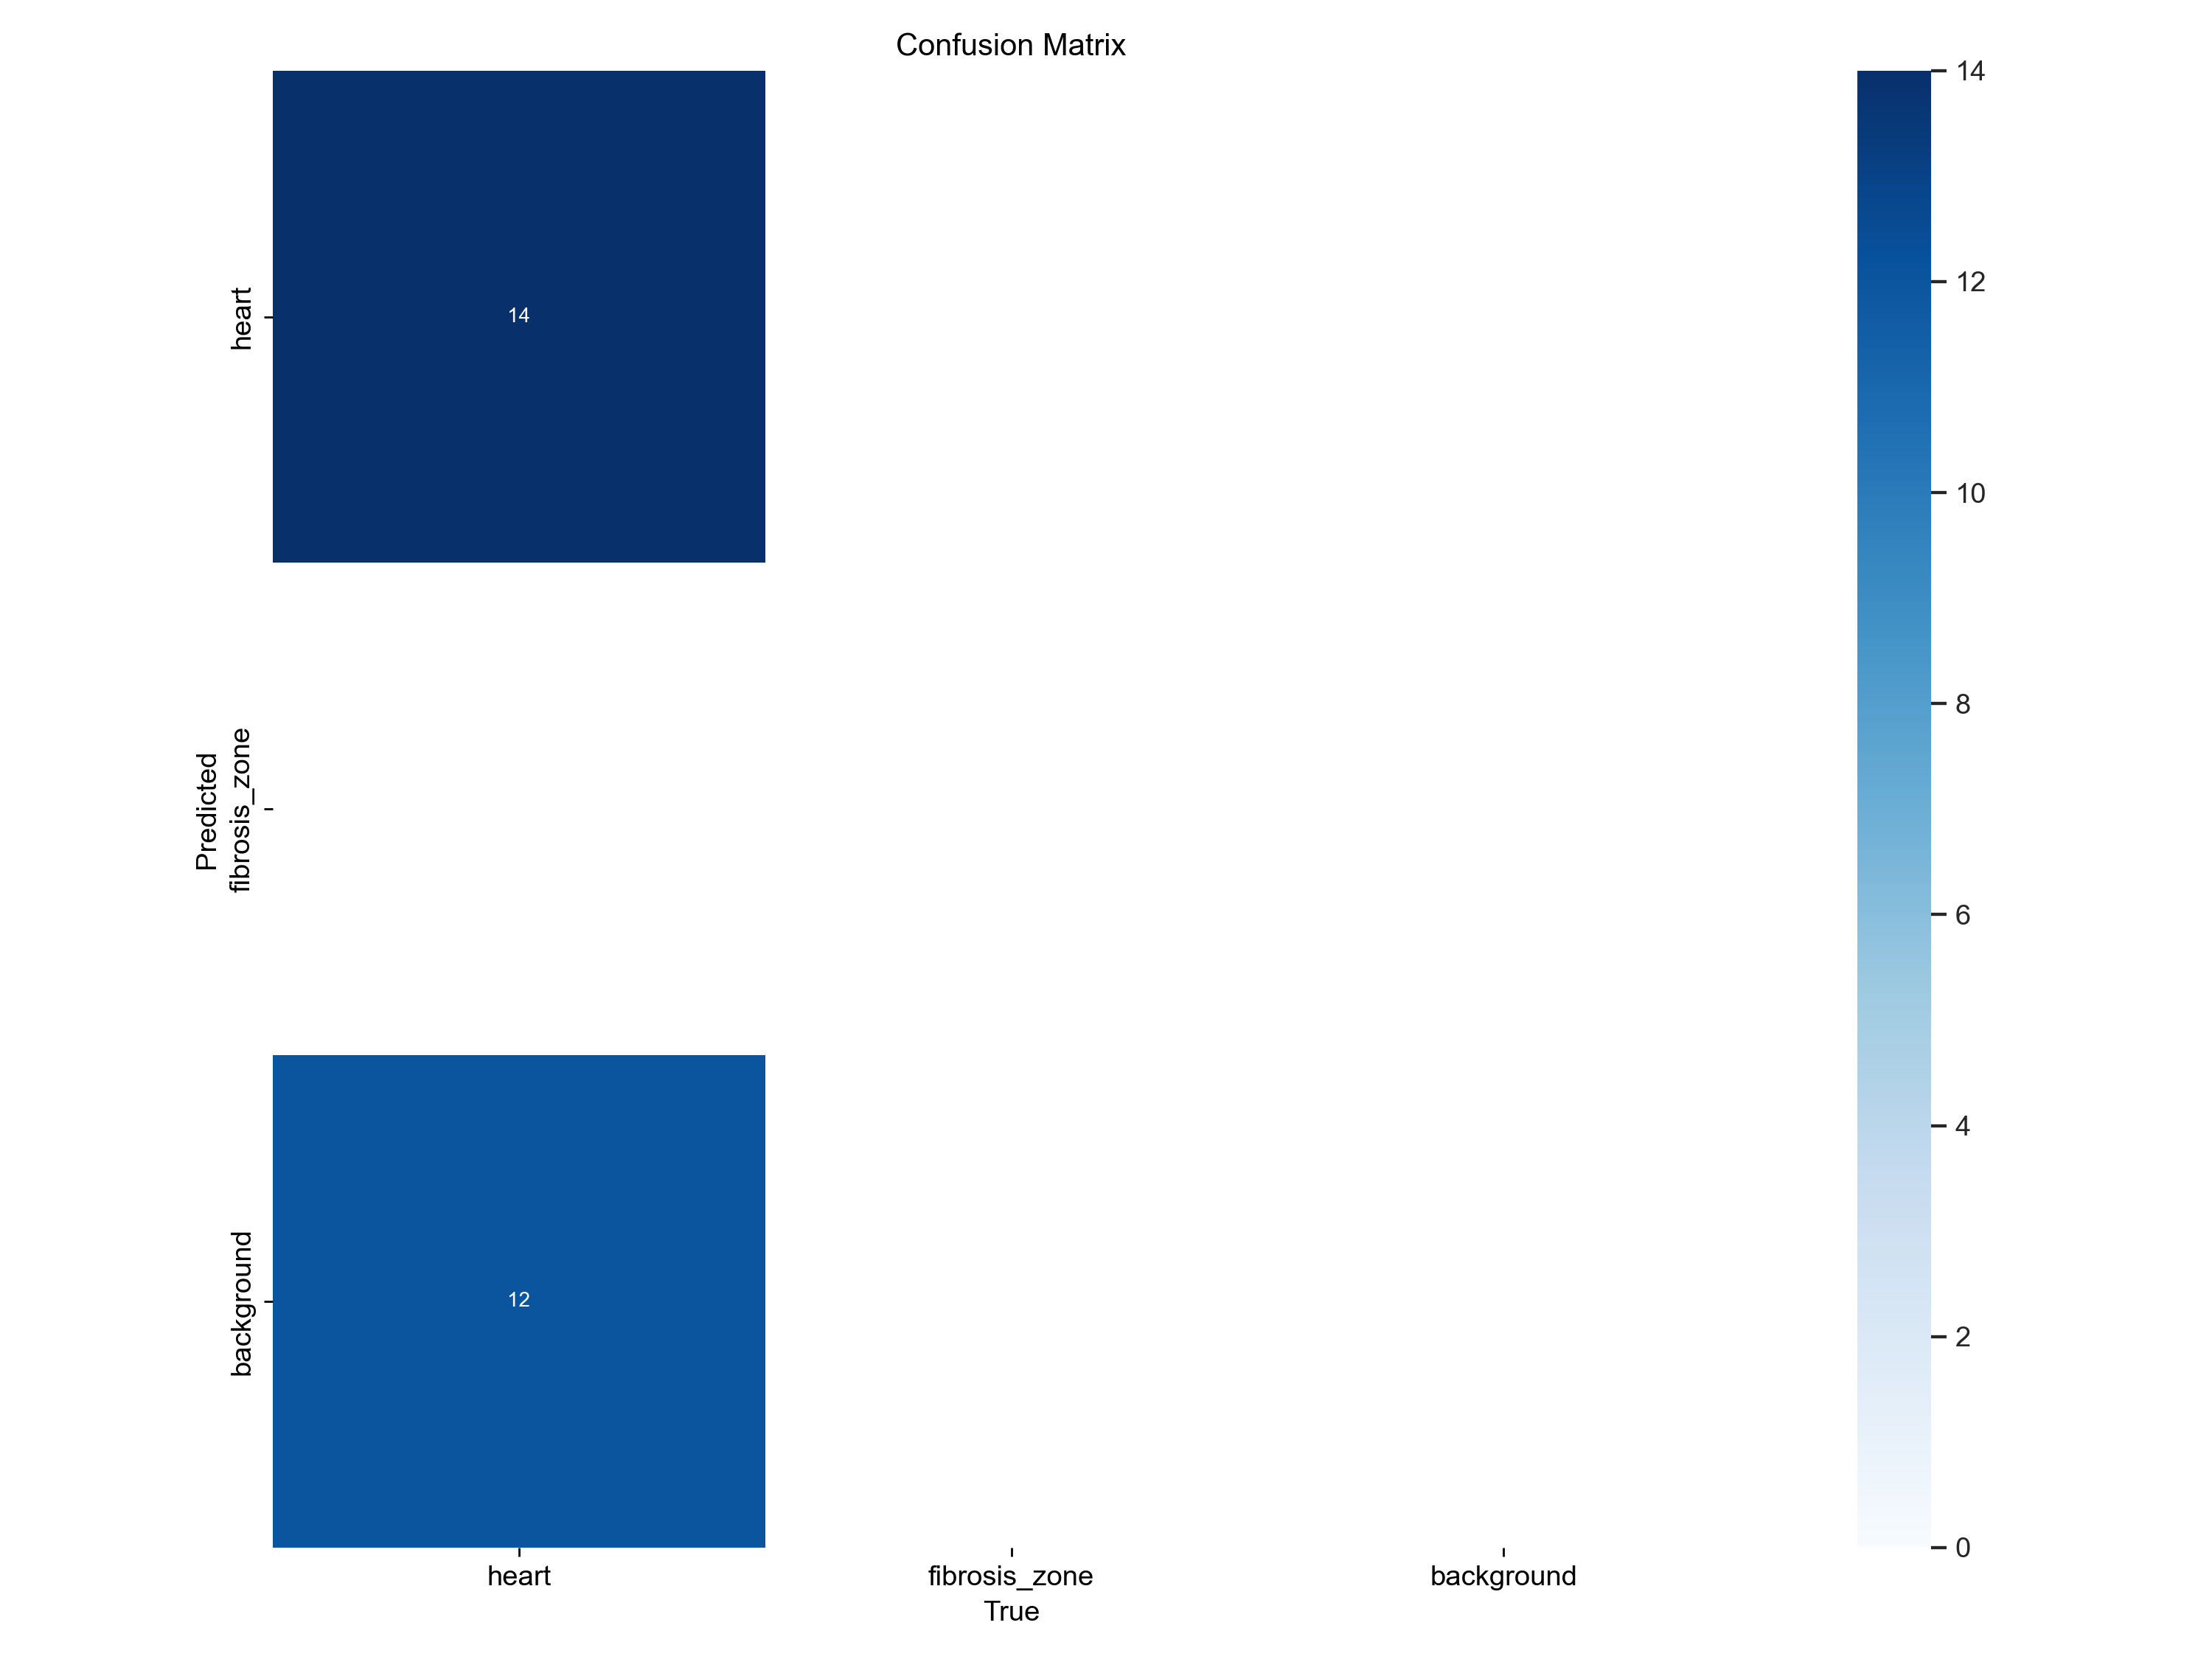 Confusion Matrix
14
12
heart
fibrosis_zone
background
Predicted
heart
fibrosis_zone
background
True
14
12
10
8
6
4
2
0